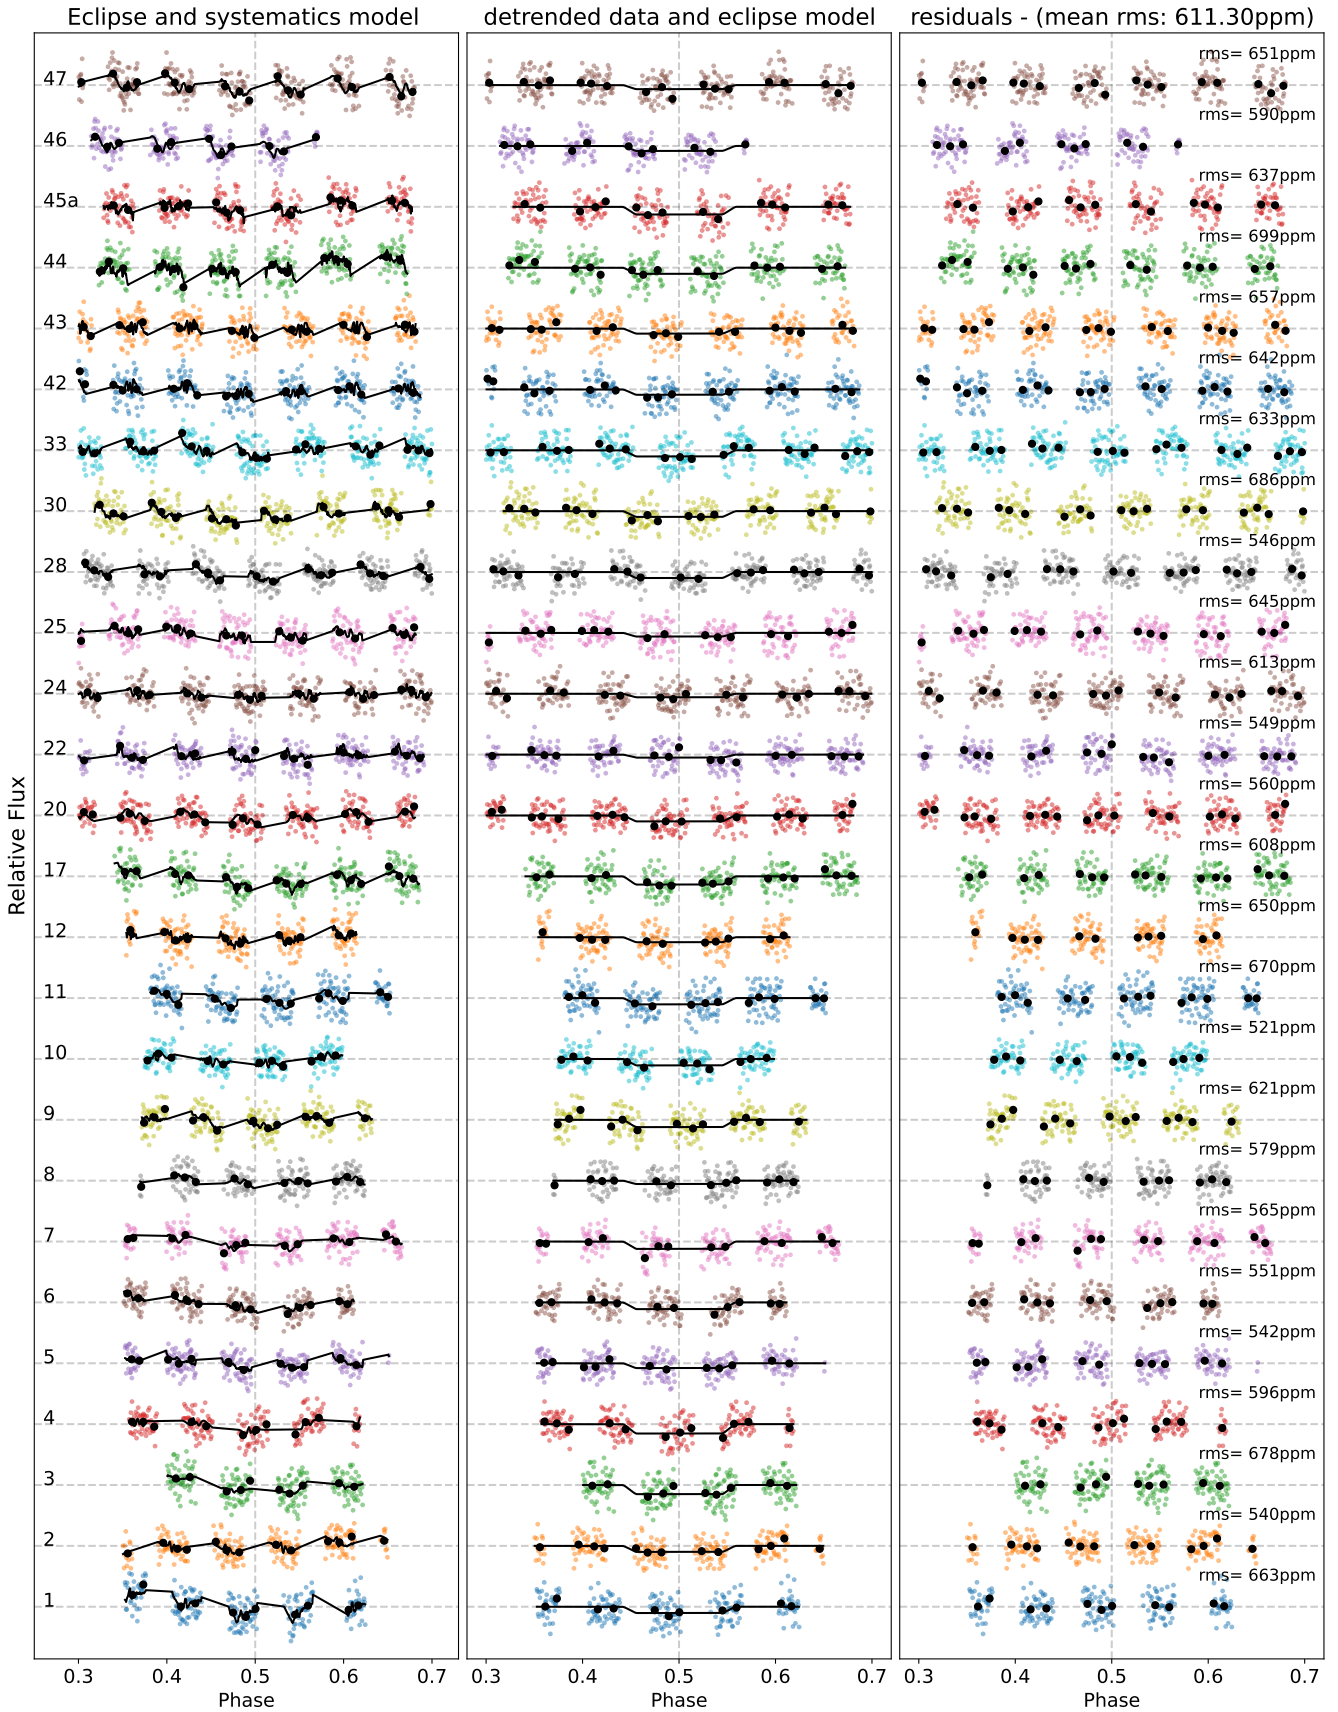 Eclipse and systematics model
detrended data and eclipse model
residuals - (mean rms: 611.30ppm)
47
rms= 651ppm
46
rms= 590ppm
45a
rms= 637ppm
44
rms= 699ppm
43
rms= 657ppm
42
rms= 642ppm
33
rms= 633ppm
30
rms= 686ppm
28
rms= 546ppm
25
rms= 645ppm
24
rms= 613ppm
22
rms= 549ppm
20
rms= 560ppm
17
rms= 608ppm
12
rms= 650ppm
11
rms= 670ppm
10
rms= 521ppm
9
rms= 621ppm
8
rms= 579ppm
7
rms= 565ppm
6
rms= 551ppm
5
rms= 542ppm
4
rms= 596ppm
3
rms= 678ppm
2
rms= 540ppm
1
rms= 663ppm
Relative Flux
0.3 0.4 0.5 0.6 0.7
0.3 0.4 0.5 0.6 0.7
0.3 0.4 0.5 0.6 0.7
Phase
Phase
Phase